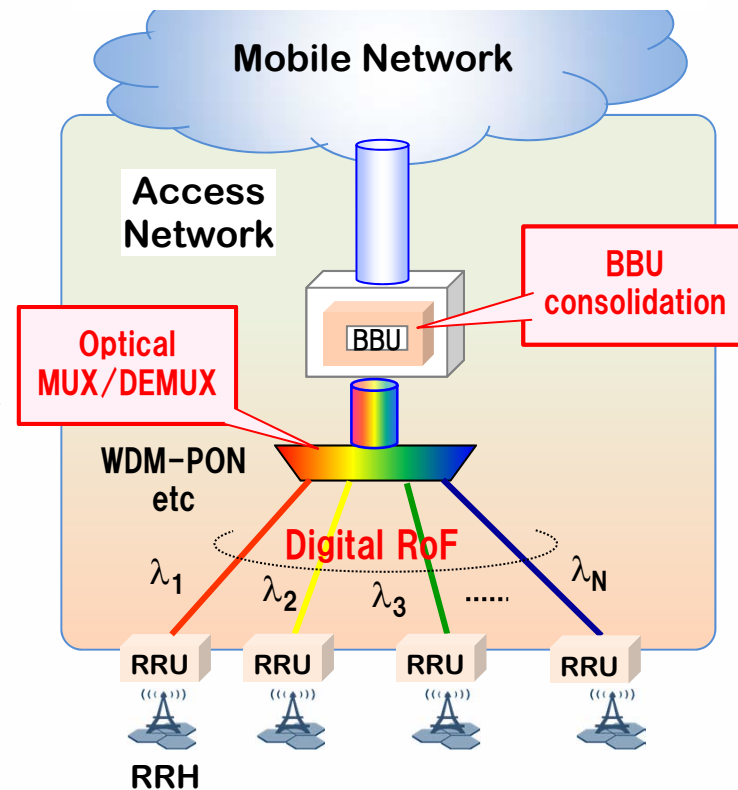 Mobile Network
Access
Network
BBU
consolidation
BBU
Optical
MUX/DEMUX
WDM-PON
etc
Digital RoF
λ1
λ2
λ3
......
λN
RRU
RRU
RRU
RRU
RRH